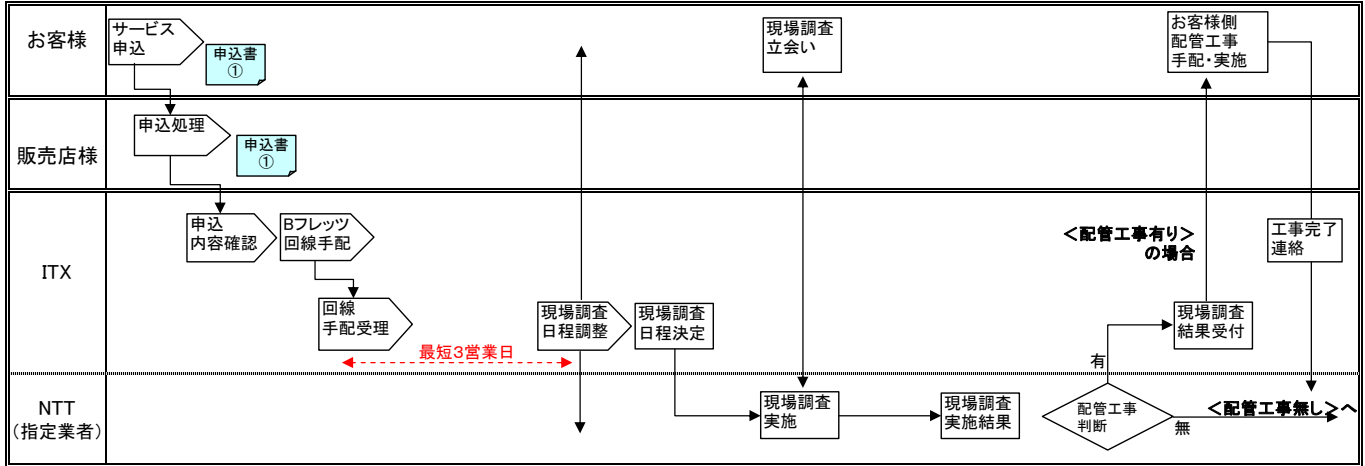 お客様
サービス
申込
申込書
①
現場調査
立会い
お客様側
配管工事
手配・実施
販売店様
申込処理
申込書
①
ITX
申込
内容確認
Bフレッツ
回線手配
回線
手配受理
最短3営業日
現場調査
日程調整
現場調査
日程決定
<配管工事有り>
の場合
現場調査
結果受付
工事完了
連絡
有
NTT
(指定業者)
現場調査
実施
現場調査
実施結果
配管工事
判断
無
<配管工事無し>へ